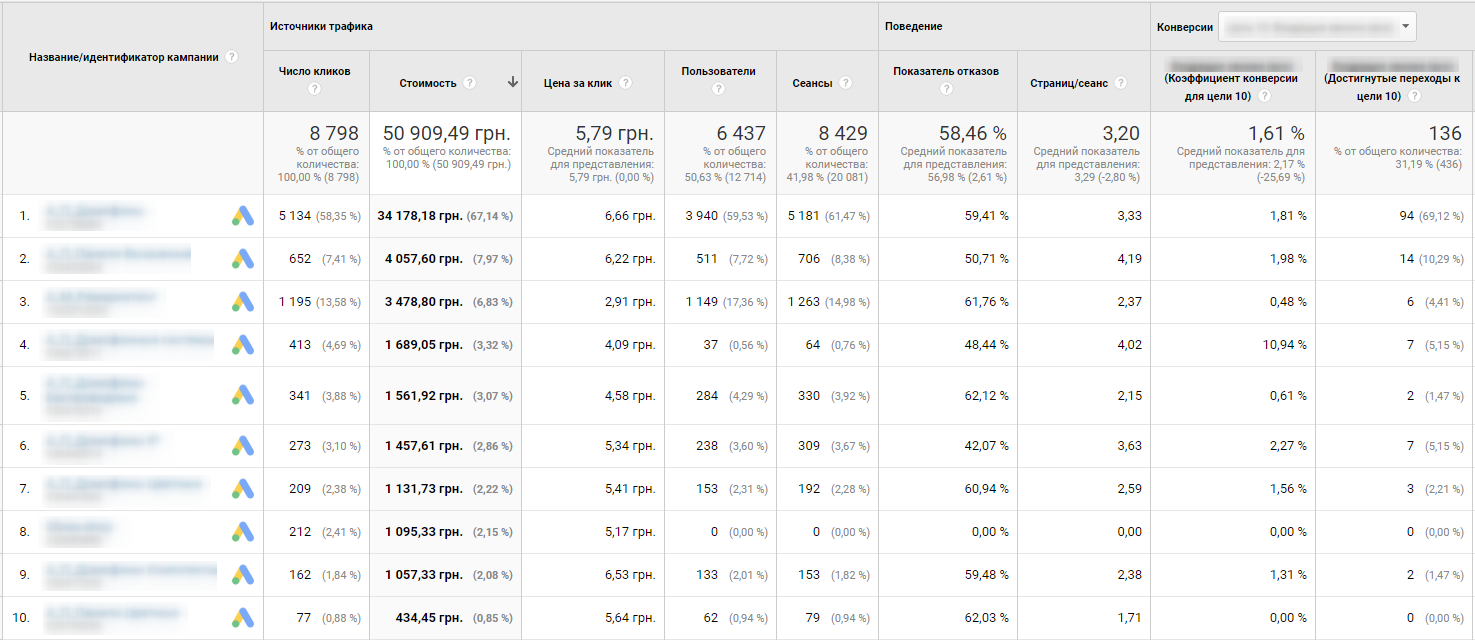 Название/идентификатор кампании ?
Источники трафика
Поведение
Конверсии
Число кликов ?
Стоимость ?
Цена за клик ?
Пользователи ?
Сеансы ?
Показатель отказов ?
Страниц/сеанс ?
(Коэффициент конверсии для цели 10) ?
(Достигнутые переходы к цели 10) ?
8 798
% от общего
количества:
100,00 % (8 798)
50 909,49 грн.
% от общего количества:
100,00 % (50 909,49 грн.)
5,79 грн.
Средний показатель
для представления:
5,79 грн. (0,00 %)
6 437
% от общего
количества:
50,63 % (12 714)
8 429
% от общего
количества:
41,98 % (20 081)
58,46 %
Средний показатель
для представления:
56,98 % (2,61 %)
3,20
Средний показатель
для представления:
3,29 (-2,80 %)
1,61 %
Средний показатель для
представления: 2,17 %
(-25,69 %)
136
% от общего количества:
31,19 % (436)
1. 5 134 (58,35 %) 34 178,18 грн. (67,14 %) 6,66 грн. 3 940 (59,53 %) 5 181 (61,47 %) 59,41 % 3,33 1,81 % 94 (69,12 %)
2. 652 (7,41 %) 4 057,60 грн. (7,97 %) 6,22 грн. 511 (7,72 %) 706 (8,38 %) 50,71 % 4,19 1,98 % 14 (10,29 %)
3. 1 195 (13,58 %) 3 478,80 грн. (6,83 %) 2,91 грн. 1 149 (17,36 %) 1 263 (14,98 %) 61,76 % 2,37 0,48 % 6 (4,41 %)
4. 413 (4,69 %) 1 689,05 грн. (3,32 %) 4,09 грн. 37 (0,56 %) 64 (0,76 %) 48,44 % 4,02 10,94 % 7 (5,15 %)
5. 341 (3,88 %) 1 561,92 грн. (3,07 %) 4,58 грн. 284 (4,29 %) 330 (3,92 %) 62,12 % 2,15 0,61 % 2 (1,47 %)
6. 273 (3,10 %) 1 457,61 грн. (2,86 %) 5,34 грн. 238 (3,60 %) 309 (3,67 %) 42,07 % 3,63 2,27 % 7 (5,15 %)
7. 209 (2,38 %) 1 131,73 грн. (2,22 %) 5,41 грн. 153 (2,31 %) 192 (2,28 %) 60,94 % 2,59 1,56 % 3 (2,21 %)
8. 212 (2,41 %) 1 095,33 грн. (2,15 %) 5,17 грн. 0 (0,00 %) 0 (0,00 %) 0,00 % 0,00 0,00 % 0 (0,00 %)
9. 162 (1,84 %) 1 057,33 грн. (2,08 %) 6,53 грн. 133 (2,01 %) 153 (1,82 %) 59,48 % 2,38 1,31 % 2 (1,47 %)
10. 77 (0,88 %) 434,45 грн. (0,85 %) 5,64 грн. 62 (0,94 %) 79 (0,94 %) 62,03 % 1,71 0,00 % 0 (0,00 %)